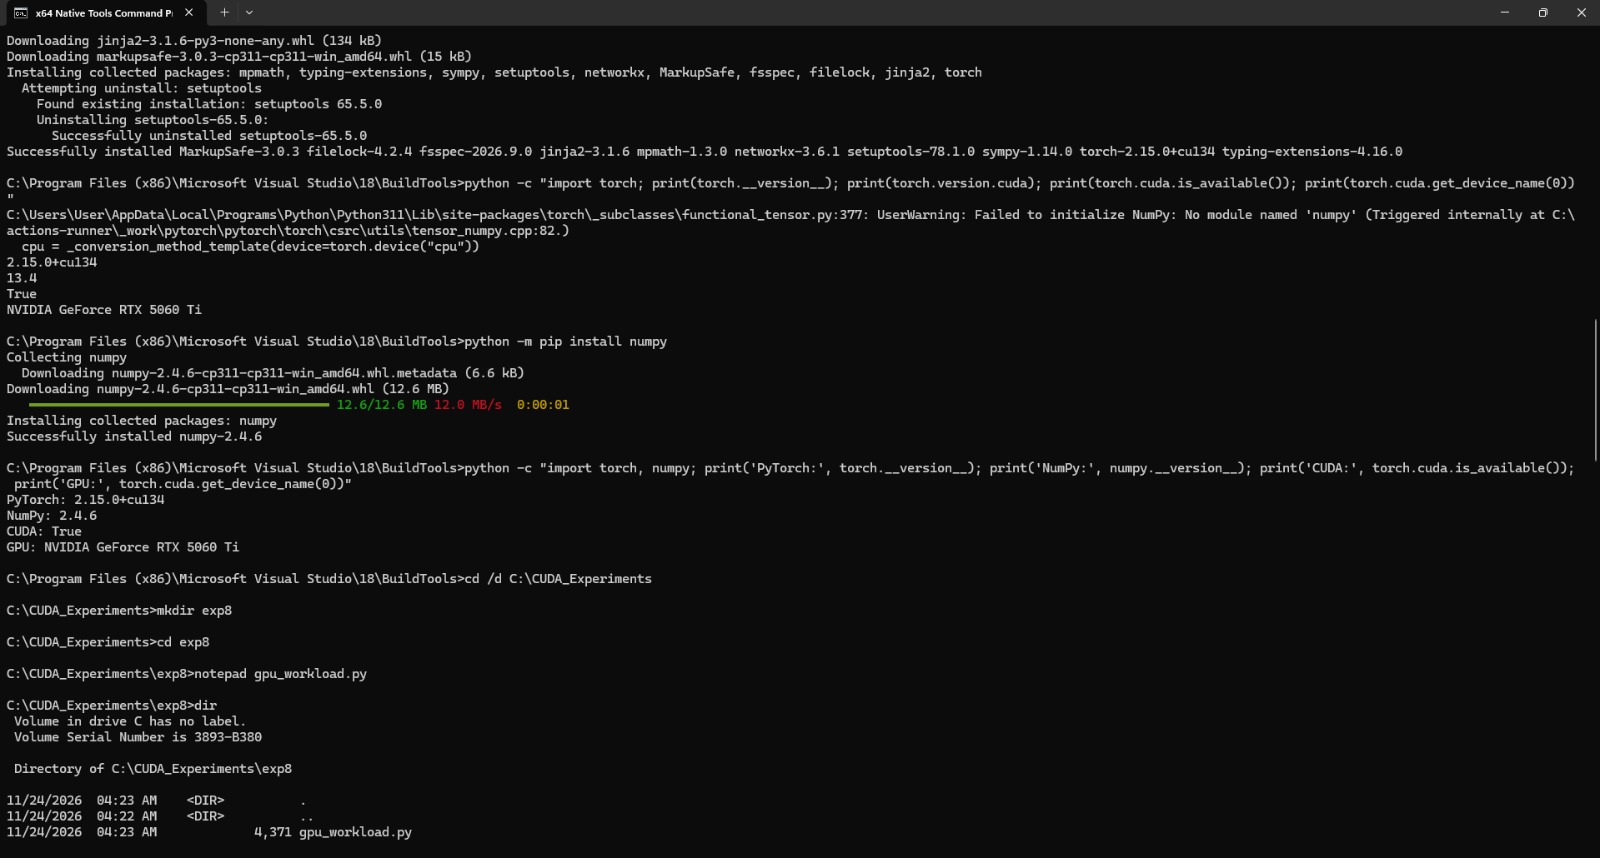 x64 Native Tools Command Pr
Downloading jinja2-3.1.6-py3-none-any.whl (134 kB)
Downloading markupsafe-3.0.3-cp311-cp311-win_amd64.whl (15 kB)
Installing collected packages: mpmath, typing-extensions, sympy, setuptools, networkx, MarkupSafe, fsspec, filelock, jinja2, torch
  Attempting uninstall: setuptools
    Found existing installation: setuptools 65.5.0
    Uninstalling setuptools-65.5.0:
      Successfully uninstalled setuptools-65.5.0
Successfully installed MarkupSafe-3.0.3 filelock-4.2.4 fsspec-2026.9.0 jinja2-3.1.6 mpmath-1.3.0 networkx-3.6.1 setuptools-78.1.0 sympy-1.14.0 torch-2.15.0+cu134 typing-extensions-4.16.0
C:\Program Files (x86)\Microsoft Visual Studio\18\BuildTools>python -c "import torch; print(torch.__version__); print(torch.version.cuda); print(torch.cuda.is_available()); print(torch.cuda.get_device_name(0))
"
C:\Users\User\AppData\Local\Programs\Python\Python311\Lib\site-packages\torch\_subclasses\functional_tensor.py:377: UserWarning: Failed to initialize NumPy: No module named 'numpy' (Triggered internally at C:\
actions-runner\_work\pytorch\pytorch\torch\csrc\utils\tensor_numpy.cpp:82.)
  cpu = _conversion_method_template(device=torch.device("cpu"))
2.15.0+cu134
13.4
True
NVIDIA GeForce RTX 5060 Ti
C:\Program Files (x86)\Microsoft Visual Studio\18\BuildTools>python -m pip install numpy
Collecting numpy
  Downloading numpy-2.4.6-cp311-cp311-win_amd64.whl.metadata (6.6 kB)
Downloading numpy-2.4.6-cp311-cp311-win_amd64.whl (12.6 MB)
12.6/12.6 MB 12.0 MB/s  0:00:01
Installing collected packages: numpy
Successfully installed numpy-2.4.6
C:\Program Files (x86)\Microsoft Visual Studio\18\BuildTools>python -c "import torch, numpy; print('PyTorch:', torch.__version__); print('NumPy:', numpy.__version__); print('CUDA:', torch.cuda.is_available());
 print('GPU:', torch.cuda.get_device_name(0))"
PyTorch: 2.15.0+cu134
NumPy: 2.4.6
CUDA: True
GPU: NVIDIA GeForce RTX 5060 Ti
C:\Program Files (x86)\Microsoft Visual Studio\18\BuildTools>cd /d C:\CUDA_Experiments
C:\CUDA_Experiments>mkdir exp8
C:\CUDA_Experiments>cd exp8
C:\CUDA_Experiments\exp8>notepad gpu_workload.py
C:\CUDA_Experiments\exp8>dir
 Volume in drive C has no label.
 Volume Serial Number is 3893-B380
 Directory of C:\CUDA_Experiments\exp8
11/24/2026  04:23 AM    <DIR>          .
11/24/2026  04:22 AM    <DIR>          ..
11/24/2026  04:23 AM             4,371 gpu_workload.py